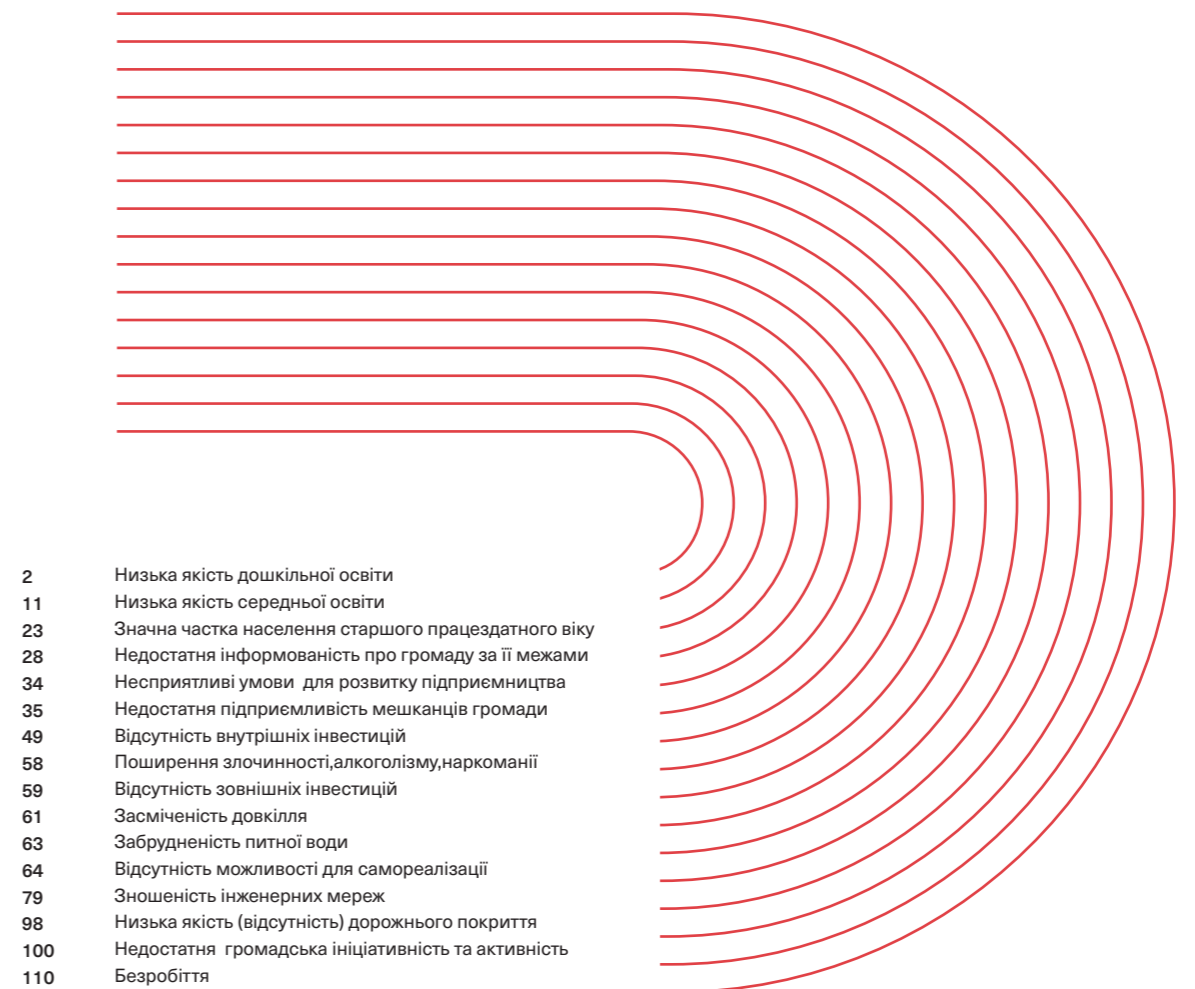 2 Низька якість дошкільної освіти
11 Низька якість середньої освіти
23 Значна частка населення старшого працездатного віку
28 Недостатня інформованість про громаду за її межами
34 Несприятливі умови  для розвитку підприємництва
35 Недостатня підприємливість мешканців громади
49 Відсутність внутрішніх інвестицій
58 Поширення злочинності,алкоголізму,наркоманії
59 Відсутність зовнішніх інвестицій
61 Засміченість довкілля
63 Забрудненість питної води
64 Відсутність можливості для самореалізації
79 Зношеність інженерних мереж
98 Низька якість (відсутність) дорожнього покриття
100 Недостатня  громадська ініціативність та активність
110 Безробіття